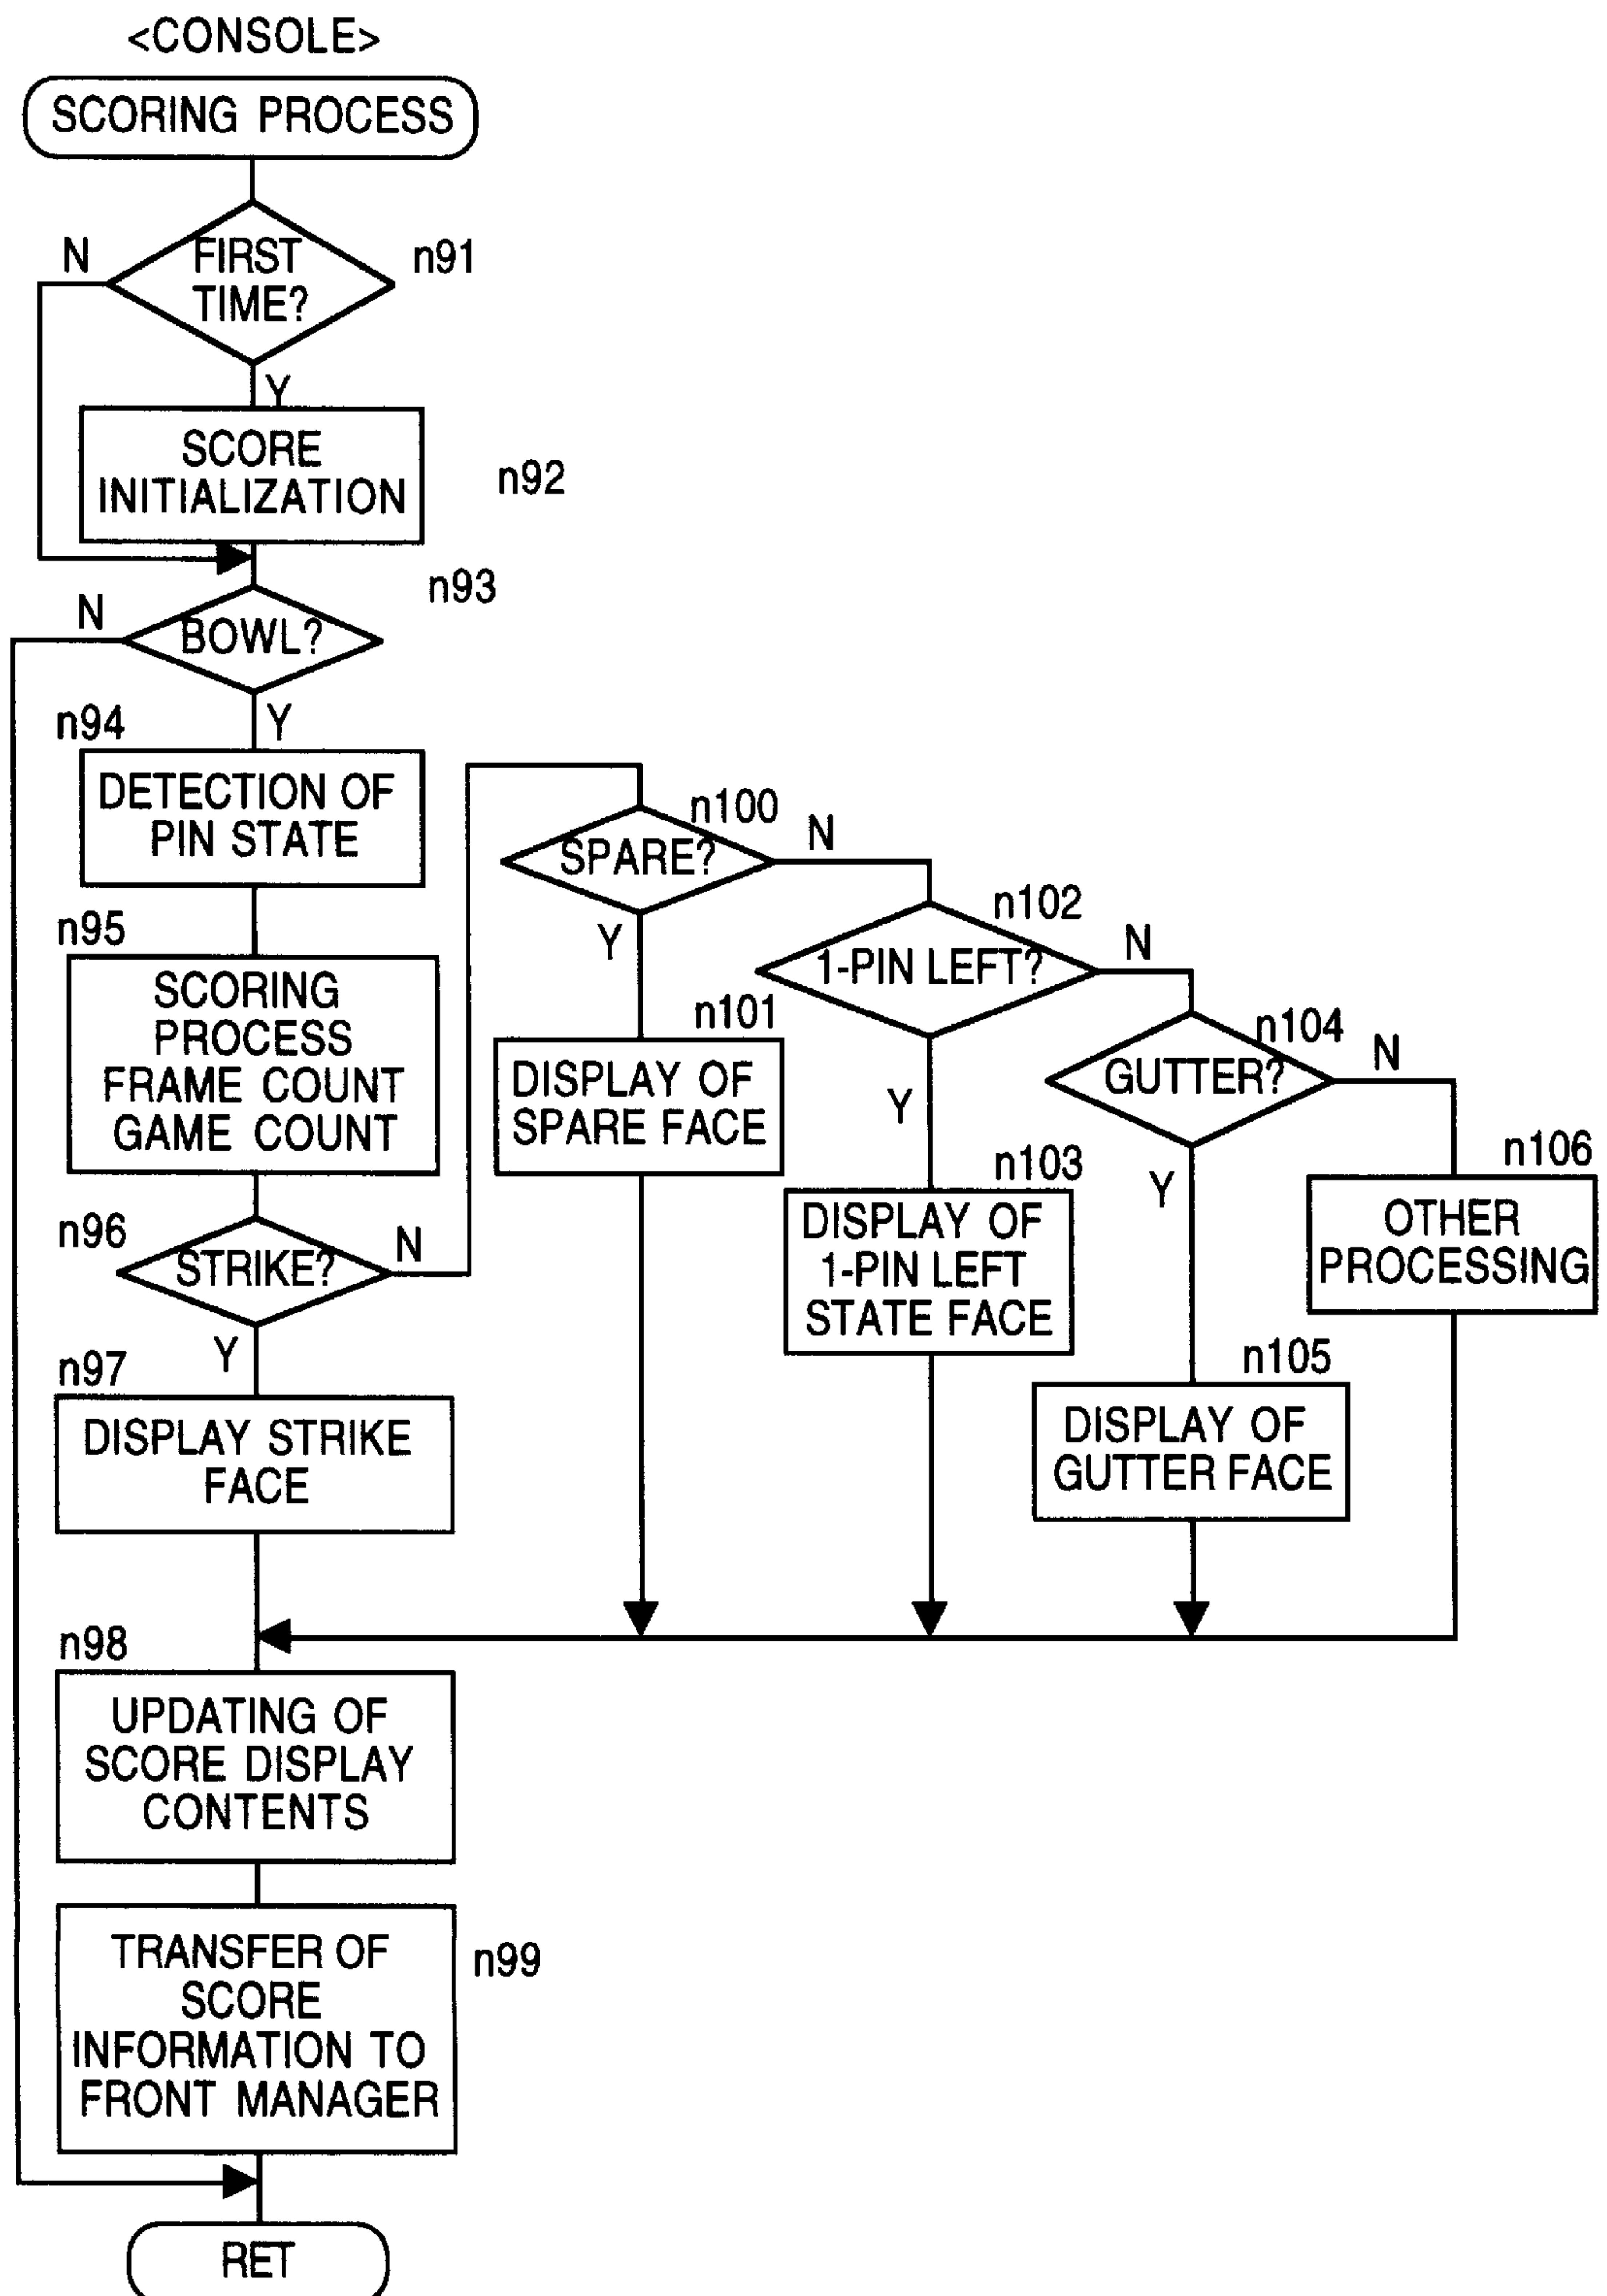 <CONSOLE>
SCORING PROCESS
N
FIRST
TIME?
n91
Y
SCORE
INITIALIZATION
n92
n93
N
BOWL?
Y
n94
DETECTION OF
PIN STATE
n95
SCORING
PROCESS
FRAME COUNT
GAME COUNT
n96
STRIKE?
N
Y
n97
DISPLAY STRIKE
FACE
n100
SPARE?
N
Y
n101
DISPLAY OF
SPARE FACE
n102
1-PIN LEFT?
N
Y
n103
DISPLAY OF
1-PIN LEFT
STATE FACE
n104
GUTTER?
N
Y
n105
DISPLAY OF
GUTTER FACE
n106
OTHER
PROCESSING
n98
UPDATING OF
SCORE DISPLAY
CONTENTS
n99
TRANSFER OF
SCORE
INFORMATION TO
FRONT MANAGER
RET